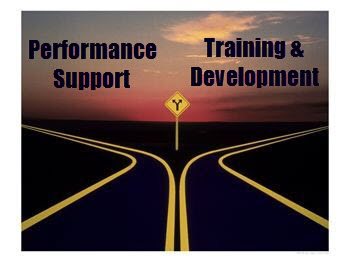 Performance
Support
Training &
Development